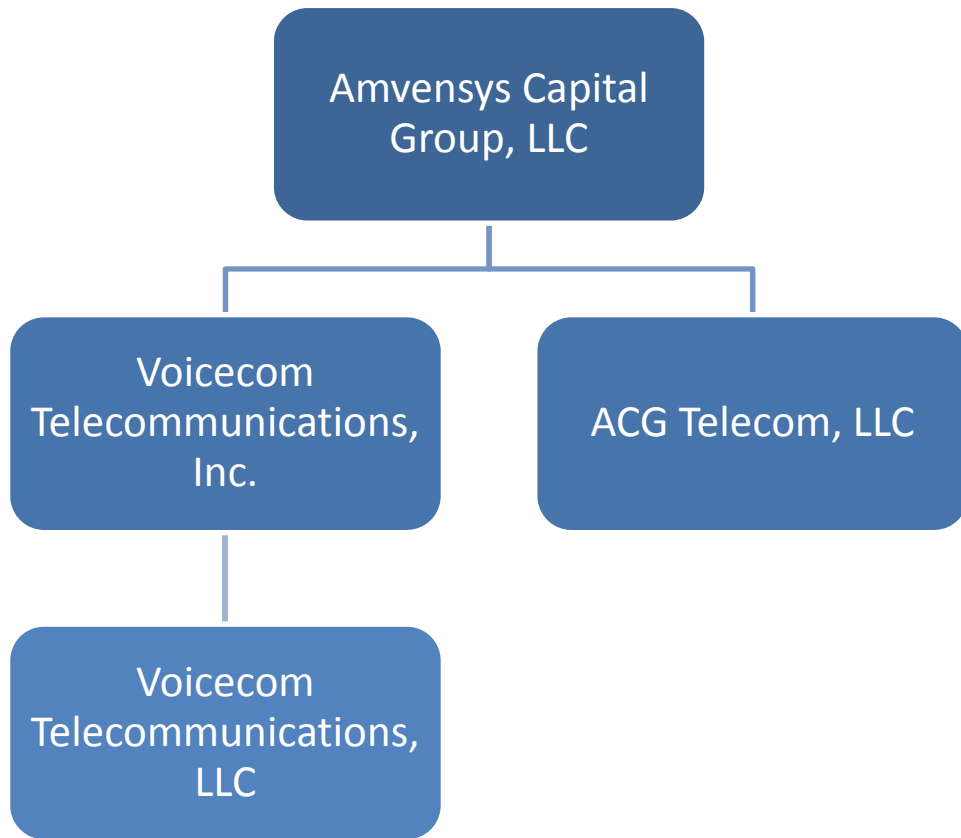 Amvensys Capital
Group, LLC
Voicecom
Telecommunications,
Inc.
ACG Telecom, LLC
Voicecom
Telecommunications,
LLC